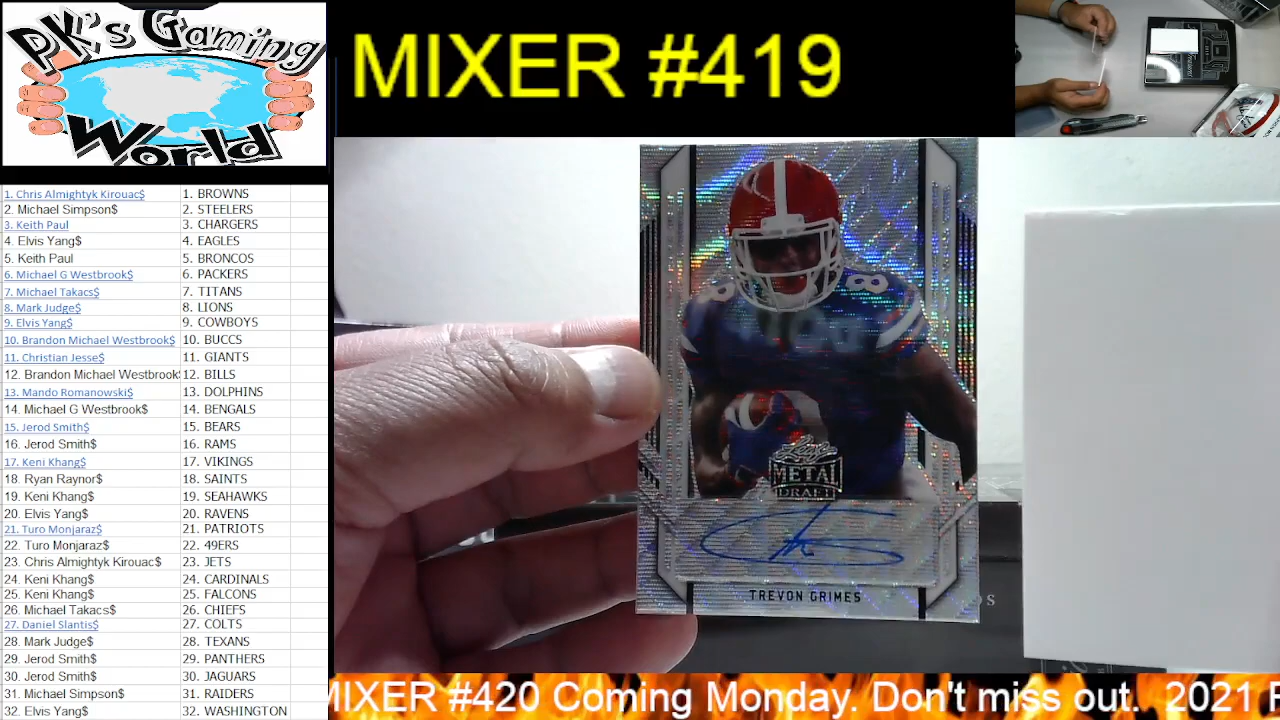 PK's Gaming World
MIXER #419
1. Chris Almightyk Kirouac$ 1. BROWNS
2. Michael Simpson$ 2. STEELERS
3. Keith Paul 3. CHARGERS
4. Elvis Yang$ 4. EAGLES
5. Keith Paul 5. BRONCOS
6. Michael G Westbrook$ 6. PACKERS
7. Michael Takacs$ 7. TITANS
8. Mark Judge$ 8. LIONS
9. Elvis Yang$ 9. COWBOYS
10. Brandon Michael Westbrook$ 10. BUCCS
11. Christian Jesse$ 11. GIANTS
12. Brandon Michael Westbrook$ 12. BILLS
13. Mando Romanowski$ 13. DOLPHINS
14. Michael G Westbrook$ 14. BENGALS
15. Jerod Smith$ 15. BEARS
16. Jerod Smith$ 16. RAMS
17. Keni Khang$ 17. VIKINGS
18. Ryan Raynor$ 18. SAINTS
19. Keni Khang$ 19. SEAHAWKS
20. Elvis Yang$ 20. RAVENS
21. Turo Monjaraz$ 21. PATRIOTS
22. Turo Monjaraz$ 22. 49ERS
23. Chris Almightyk Kirouac$ 23. JETS
24. Keni Khang$ 24. CARDINALS
25. Keni Khang$ 25. FALCONS
26. Michael Takacs$ 26. CHIEFS
27. Daniel Slantis$ 27. COLTS
28. Mark Judge$ 28. TEXANS
29. Jerod Smith$ 29. PANTHERS
30. Jerod Smith$ 30. JAGUARS
31. Michael Simpson$ 31. RAIDERS
32. Elvis Yang$ 32. WASHINGTON
8 8
Leaf
METAL
DRAFT
TREVON GRIMES
MIXER #420 Coming Monday. Don't miss out. 2021